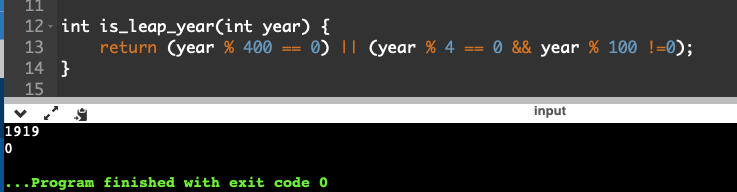 11
12 int is_leap_year(int year) {
13 return (year % 400 == 0) || (year % 4 == 0 && year % 100 !=0);
14 }
15
input
1919
0
...Program finished with exit code 0